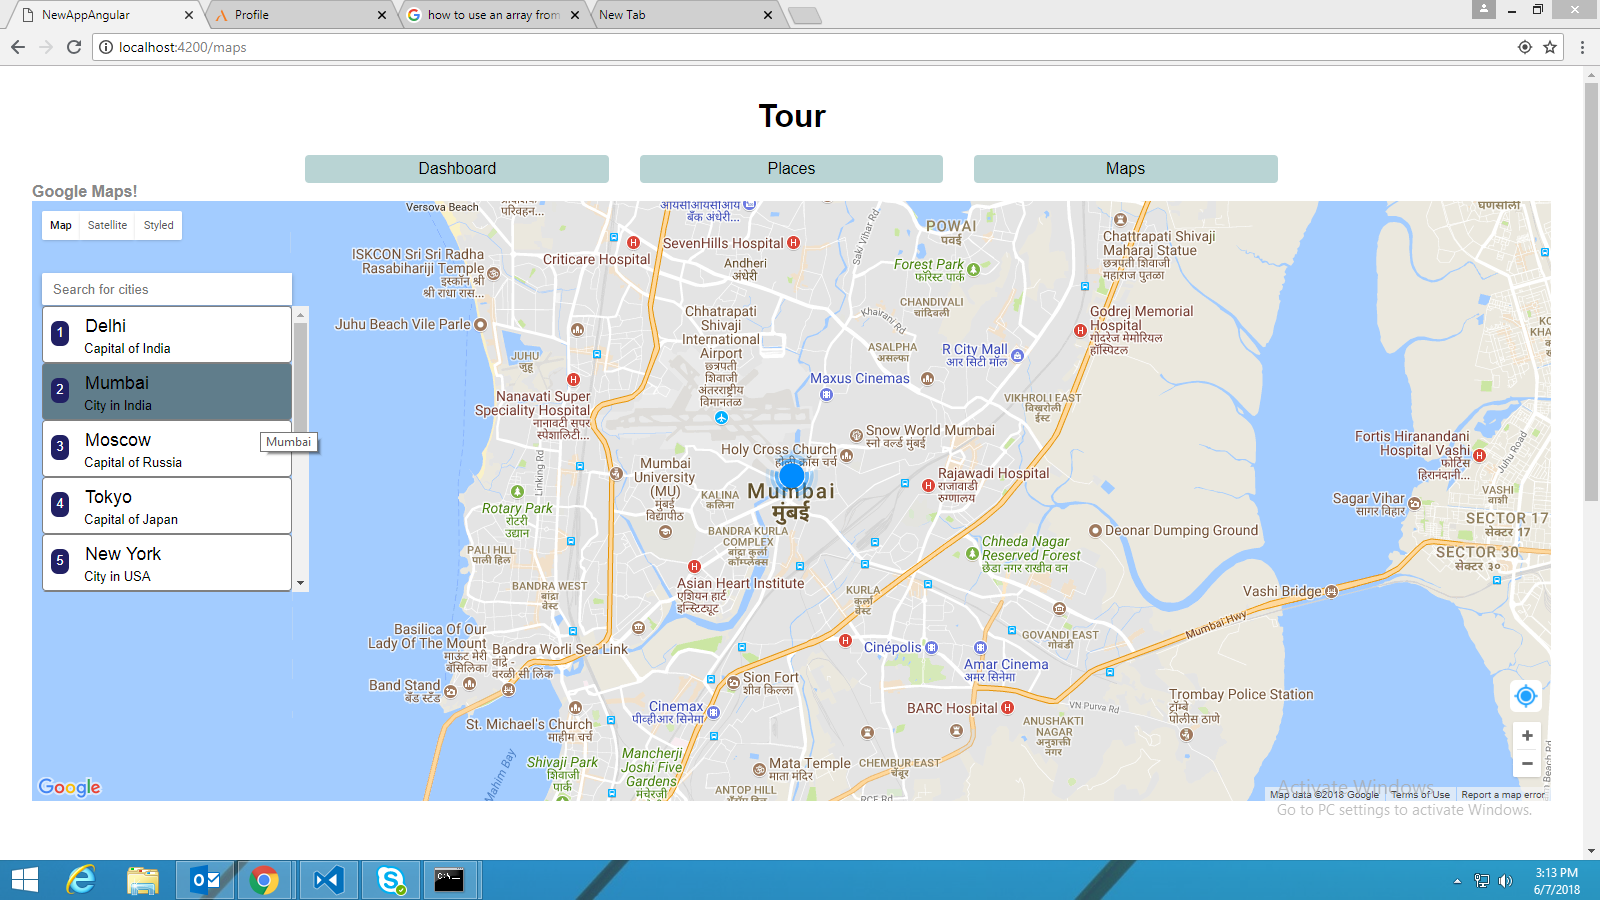 NewAppAngular
Profile
how to use an array from
New Tab
localhost:4200/maps
Tour
Dashboard
Places
Maps
Google Maps!
Map
Satellite
Styled
Search for cities
1
Delhi
Capital of India
2
Mumbai
City in India
3
Moscow
Capital of Russia
Mumbai
4
Tokyo
Capital of Japan
5
New York
City in USA
Versova Beach
परिवहन...
ISKCON Sri Sri Radha
Rasabihariji Temple
इस्कॉन श्री
श्री राधा रास...
Juhu Beach Vile Parle
JUHU
जुहू
Criticare Hospital
SevenHills Hospital
Andheri
अंधेरी
Saki Vihar Rd
POWAI
पवई
Forest Park
फॉरेस्ट पार्क
CHANDIVALI
चांदिवली
Khairani Rd
Chattrapati Shivaji
Maharaj Statue
छत्रपती शिवाजी
महाराज पुतळा
घणसोली
Chhatrapati
Shivaji
International
Airport
छत्रपती
शिवाजी
अंतरराष्ट्रीय
विमानतळ
ASALPHA
असल्फा
R City Mall
आर सिटी मॉल
Godrej Memorial
Hospital
गोदरेज मेमोरियल
हॉस्पिटल
Maxus Cinemas
Nanavati Super
Speciality Hospital
नानावटी सुपर
स्पेशालिटी...
VIKHROLI EAST
विखरोली
ईस्ट
Snow World Mumbai
स्नो वर्ल्ड मुंबई
Holy Cross Church
होली क्रॉस चर्च
Linking Rd
Mumbai
University
(MU)
मुंबई
विद्यापीठ
KALINA
कलिना
Mumbai
मुंबई
Rajawadi Hospital
राजावाडी
रुग्णालय
Fortis Hiranandani
Hospital Vashi
फोर्टिस
हिरानंदानी...
Juhu Road
VASHI
वाशी
Sagar Vihar
सागर विहार
SECTOR 17
सेक्टर 17
SECTOR 30
सेक्टर ३०
Rotary Park
रोटरी
उद्यान
PALI HILL
पाली हिल
BANDRA KURLA
COMPLEX
बांद्रा कुर्ला
कॉम्प्लेक्स
Deonar Dumping Ground
Chheda Nagar
Reserved Forest
छेडा नगर राखीव वन
BANDRA WEST
बांद्रा
वेस्ट
Asian Heart Institute
एशियन हार्ट
इन्स्टिट्यूट
KURLA
कुर्ला
वेस्ट
Vashi Bridge
Mumbai Hwy
Basilica Of Our
Lady Of The Mount
माऊंट मेरी
बॅसिलिका
Bandra Worli Sea Link
वांद्रे -
वरळी सी लिंक
GOVANDI EAST
गोवंडी
Cinépolis
Amar Cinema
अमर सिनेमा
Band Stand
बॅंड स्टॅंड
Sion Fort
शीव किल्ला
Trombay Police Station
ट्रॉम्बे
पोलीस ठाणे
St. Michael's Church
माहीम चर्च
Cinemax
पीव्हीआर सिनेमा
BARC Hospital
VN Purva Rd
ANUSHAKTI
NAGAR
अनुशक्ती
नगर
Mahim Bay
Shivaji Park
शिवाजी
पार्क
Mancherji
Joshi Five
Gardens
मंचेरजी
Mata Temple
माता मंदिर
CHEMBUR EAST
चेंबूर
ANTOP HILL
Google
Map data ©2018 Google
Terms of Use
Report a map error
Activate Windows
Go to PC settings to activate Windows.
3:13 PM
6/7/2018